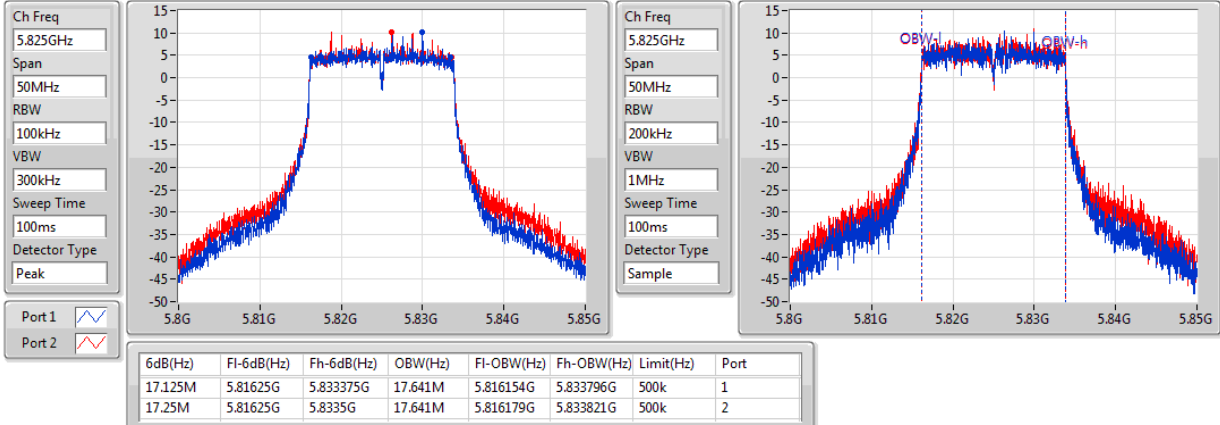 Ch Freq
5.825GHz
Span
50MHz
RBW
100kHz
VBW
300kHz
Sweep Time
100ms
Detector Type
Peak
Port 1
Port 2
15
10
5
0
-5
-10
-15
-20
-25
-30
-35
-40
-45
-50
5.8G 5.81G 5.82G 5.83G 5.84G 5.85G
Ch Freq
5.825GHz
Span
50MHz
RBW
200kHz
VBW
1MHz
Sweep Time
100ms
Detector Type
Sample
15
10
5
0
-5
-10
-15
-20
-25
-30
-35
-40
-45
-50
OBW-l OBW-h
5.8G 5.81G 5.82G 5.83G 5.84G 5.85G
6dB(Hz) Fl-6dB(Hz) Fh-6dB(Hz) OBW(Hz) Fl-OBW(Hz) Fh-OBW(Hz) Limit(Hz) Port
17.125M 5.81625G 5.833375G 17.641M 5.816154G 5.833796G 500k 1
17.25M 5.81625G 5.8335G 17.641M 5.816179G 5.833821G 500k 2